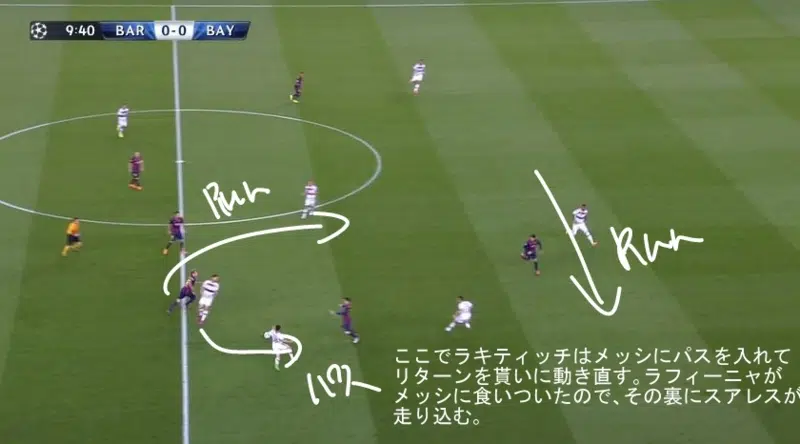 9:40 BAR 0-0 BAY
Run
Run
パス
ここでラキティッチはメッシにパスを入れて
リターンを貰いに動き直す。ラフィーニャが
メッシに食いついたので、その裏にスアレスが
走り込む。